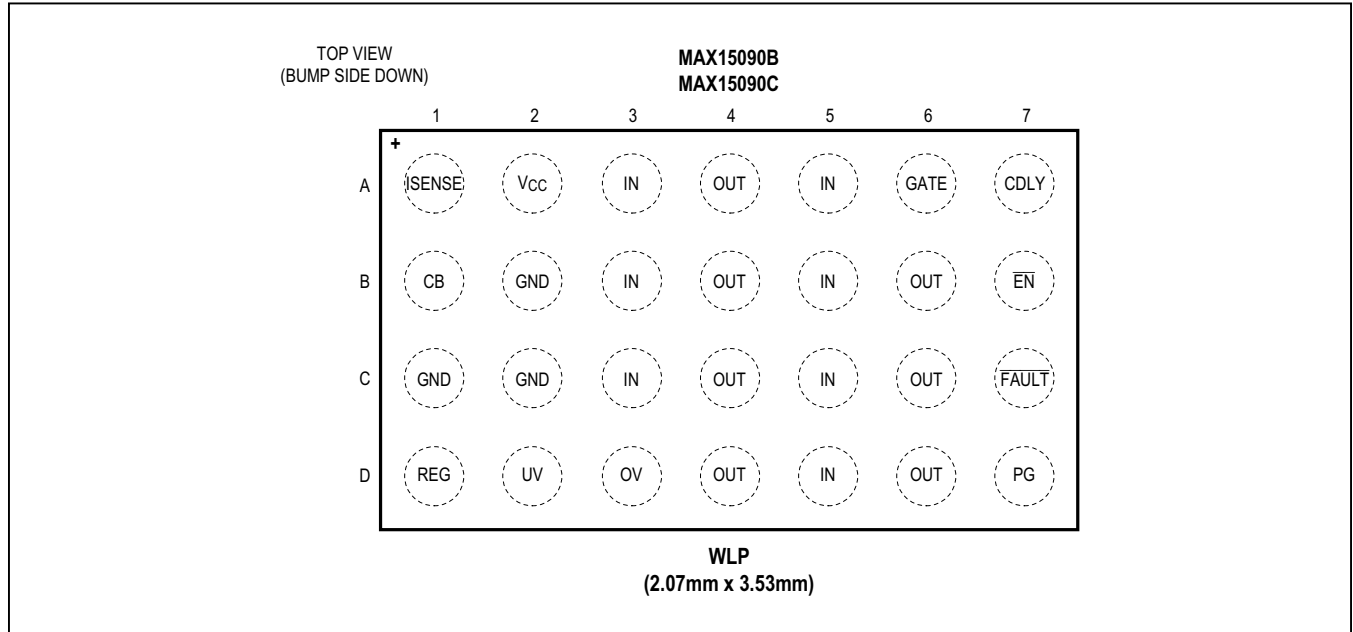 TOP VIEW
(BUMP SIDE DOWN)
MAX15090B
MAX15090C
1 2 3 4 5 6 7
+
A ISENSE VCC IN OUT IN GATE CDLY
B CB GND IN OUT IN OUT E̅N̅
C GND GND IN OUT IN OUT F̅A̅U̅L̅T̅
D REG UV OV OUT IN OUT PG
WLP
(2.07mm x 3.53mm)